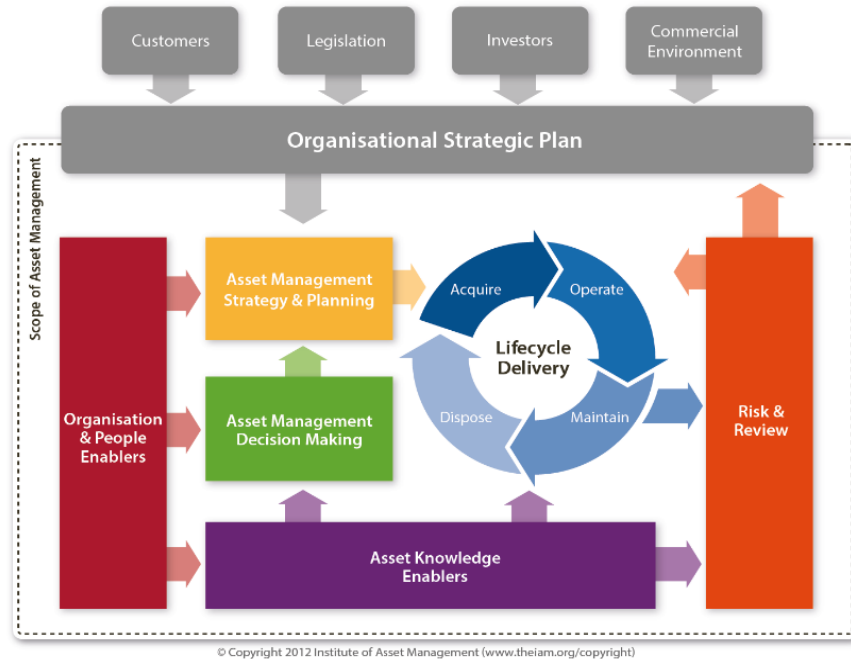 Customers
Legislation
Investors
Commercial
Environment
Organisational Strategic Plan
Scope of Asset Management
Asset Management
Strategy & Planning
Acquire
Operate
Lifecycle
Delivery
Organisation
& People
Enablers
Asset Management
Decision Making
Dispose
Maintain
Risk &
Review
Asset Knowledge
Enablers
© Copyright 2012 Institute of Asset Management (www.theiam.org/copyright)